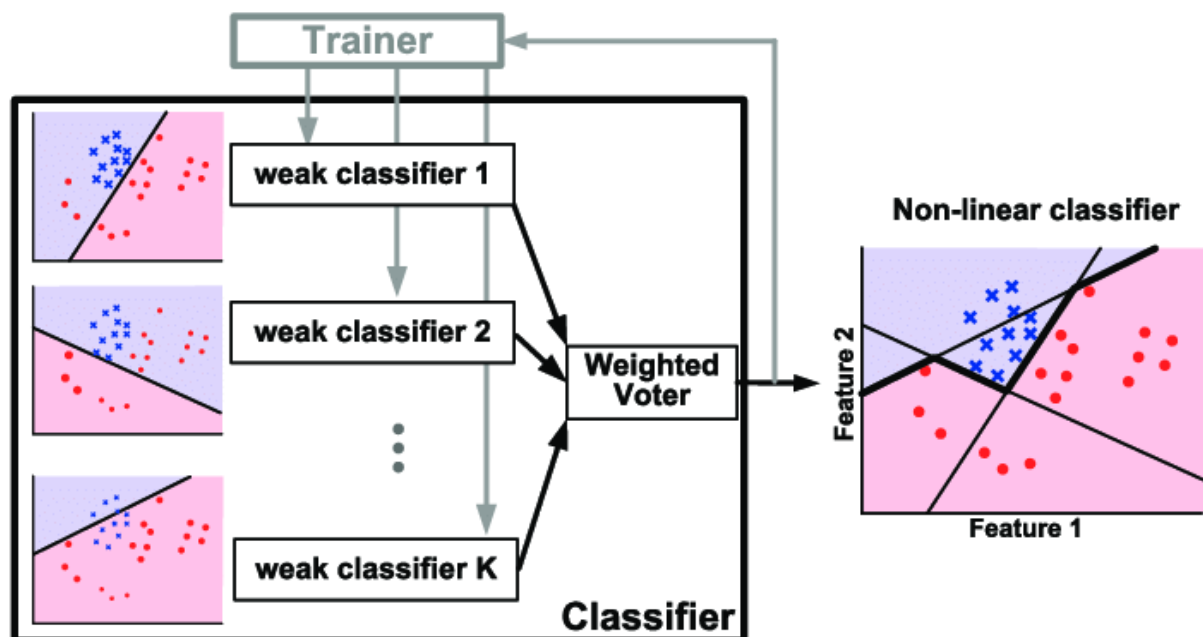 Trainer
weak classifier 1
weak classifier 2
weak classifier K
Weighted
Voter
Classifier
Non-linear classifier
Feature 2
Feature 1